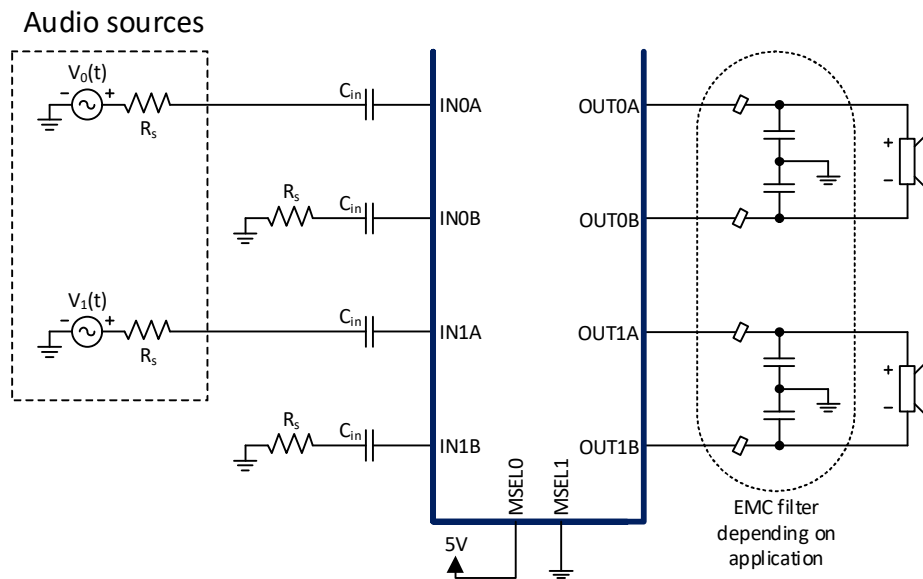 Audio sources
V0(t)
- +
Rs
Cin
IN0A
OUT0A
+
-
Rs
Cin
IN0B
OUT0B
V1(t)
- +
Rs
Cin
IN1A
OUT1A
+
-
Rs
Cin
IN1B
OUT1B
MSEL0
MSEL1
5V
EMC filter
depending on
application